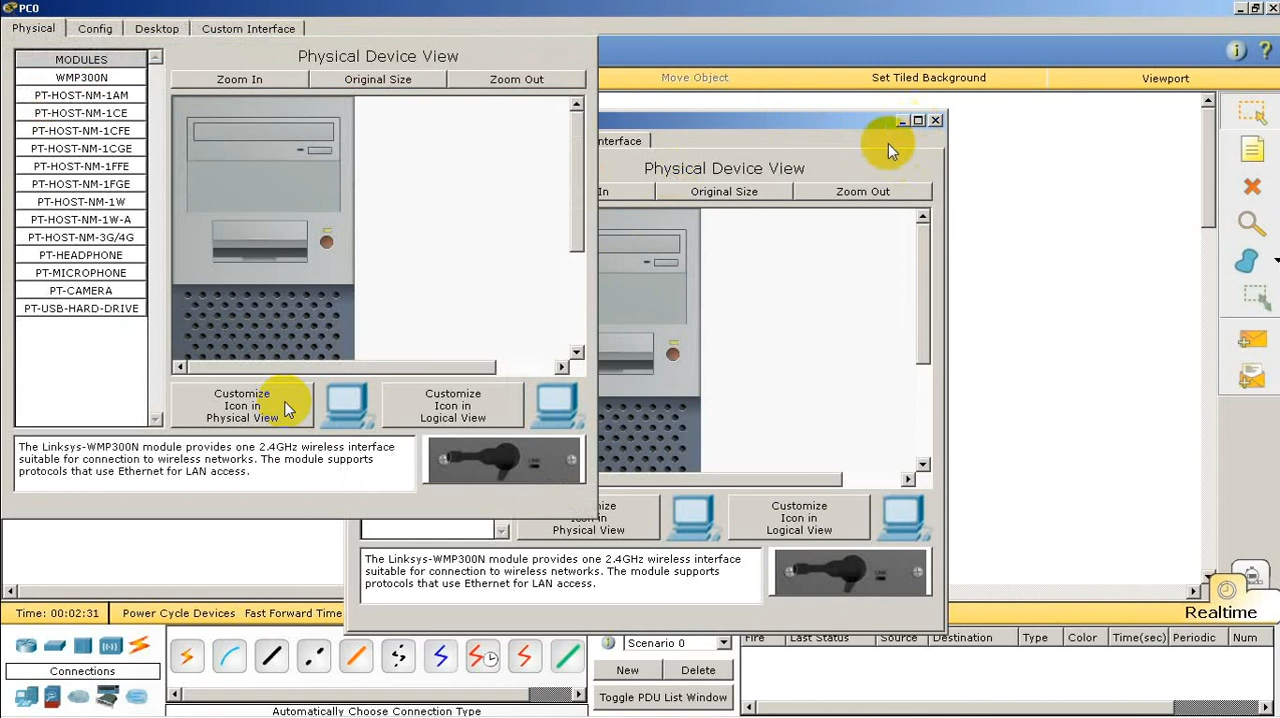 PCO
Physical
Config
Desktop
Custom Interface
MODULES
WMP300N
PT-HOST-NM-1AM
PT-HOST-NM-1CE
PT-HOST-NM-1CFE
PT-HOST-NM-1CGE
PT-HOST-NM-1FFE
PT-HOST-NM-1FGE
PT-HOST-NM-1W
PT-HOST-NM-1W-A
PT-HOST-NM-3G/4G
PT-HEADPHONE
PT-MICROPHONE
PT-CAMERA
PT-USB-HARD-DRIVE
Physical Device View
Zoom In
Original Size
Zoom Out
Customize
Icon in
Physical View
Customize
Icon in
Logical View
The Linksys-WMP300N module provides one 2.4GHz wireless interface
suitable for connection to wireless networks. The module supports
protocols that use Ethernet for LAN access.
Move Object
Set Tiled Background
Viewport
nterface
Physical Device View
In
Original Size
Zoom Out
ize
Icon in
Physical View
Customize
Icon in
Logical View
The Linksys-WMP300N module provides one 2.4GHz wireless interface
suitable for connection to wireless networks. The module supports
protocols that use Ethernet for LAN access.
Time: 00:02:31
Power Cycle Devices
Fast Forward Time
Realtime
Connections
Automatically Choose Connection Type
Scenario 0
New
Delete
Toggle PDU List Window
Fire
Last Status
Source
Destination
Type
Color
Time(sec)
Periodic
Num